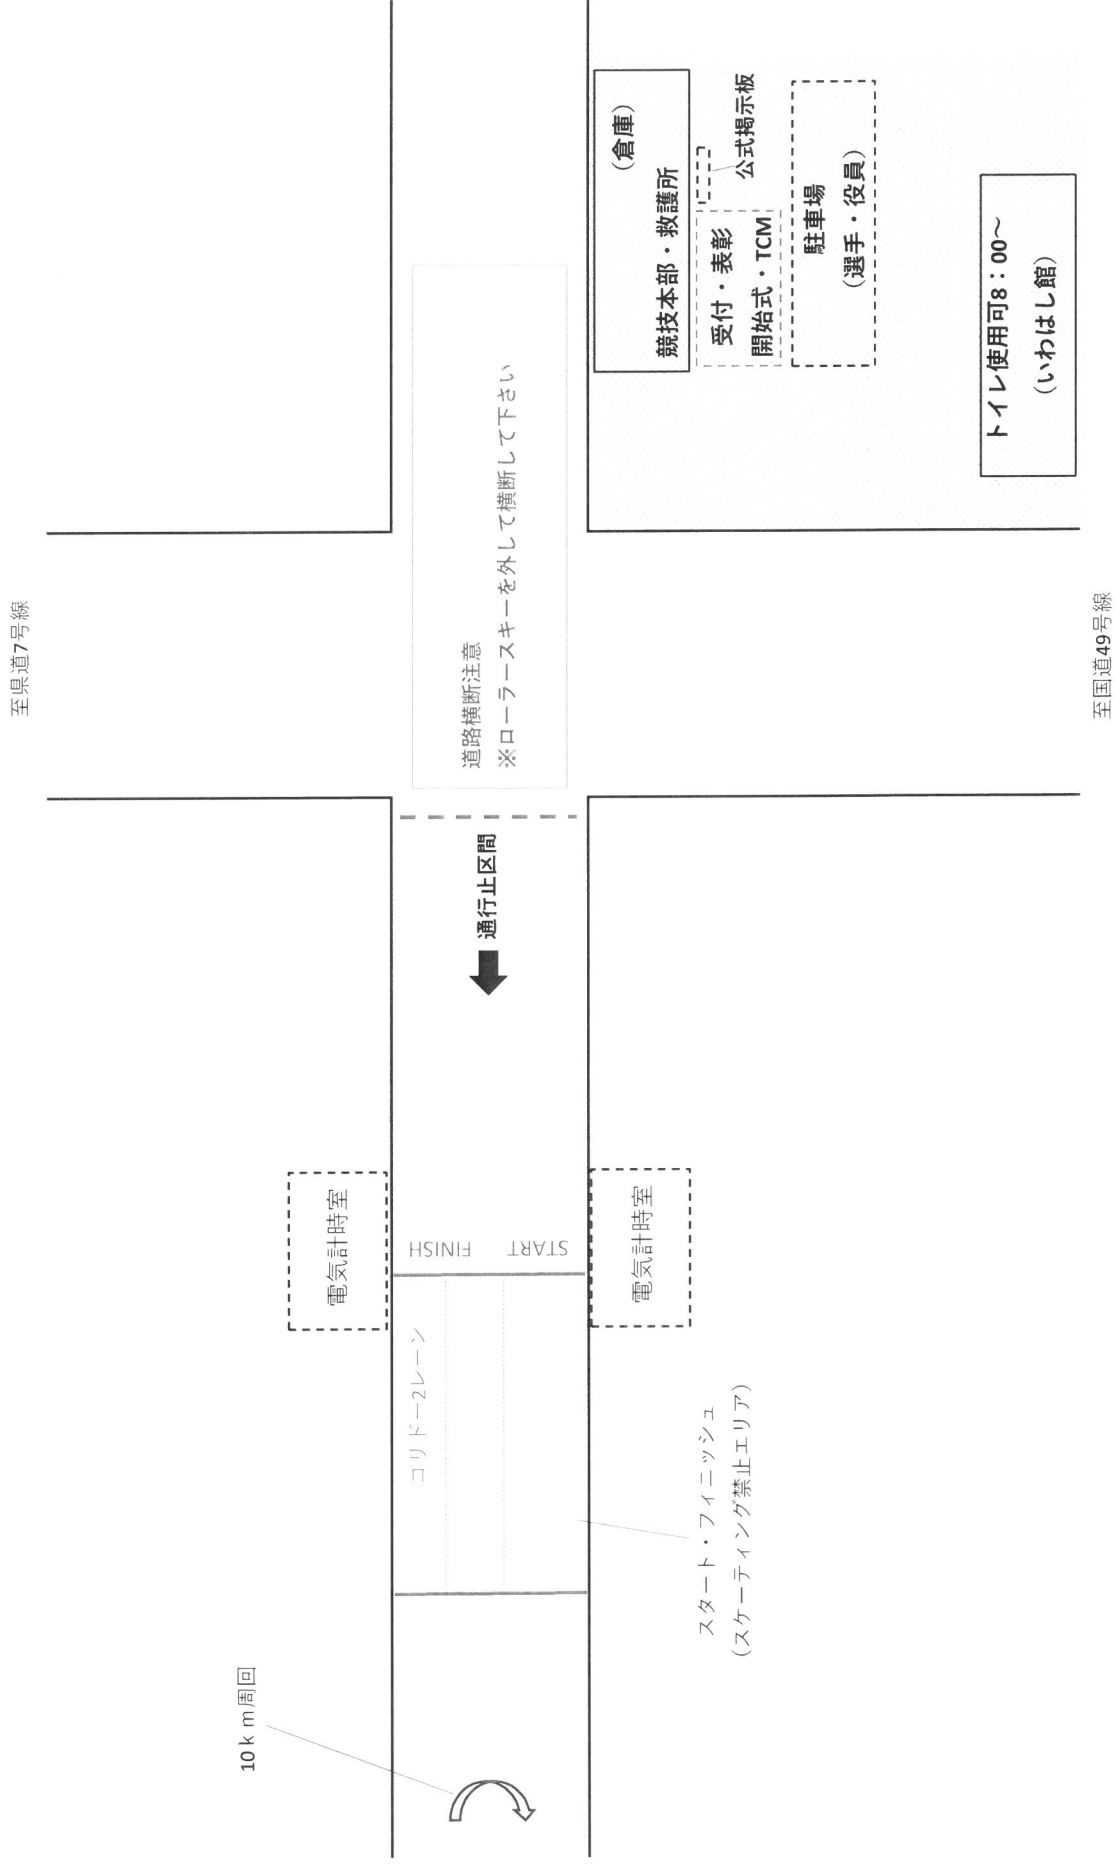 至県道7号線
(倉庫)
競技本部・救護所
公式掲示板
受付・表彰
開始式・TCM
駐車場
(選手・役員)
トイレ使用可8:00~
(いわはし館)
道路横断注意
※ローラースキーを外して横断して下さい
至国道49号線
通行止区間
電気計時室
FINISH
START
電気計時室
コリドー2レーン
スタート・フィニッシュ
(スケーティング禁止エリア)
10km周回